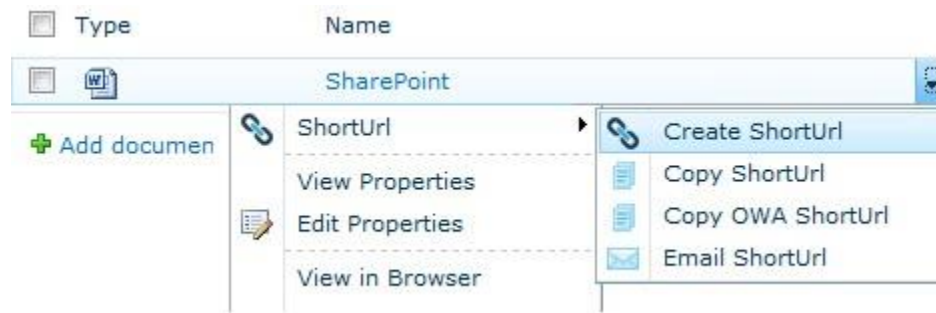 Type Name
SharePoint
Add documen
ShortUrl
View Properties
Edit Properties
View in Browser
Create ShortUrl
Copy ShortUrl
Copy OWA ShortUrl
Email ShortUrl